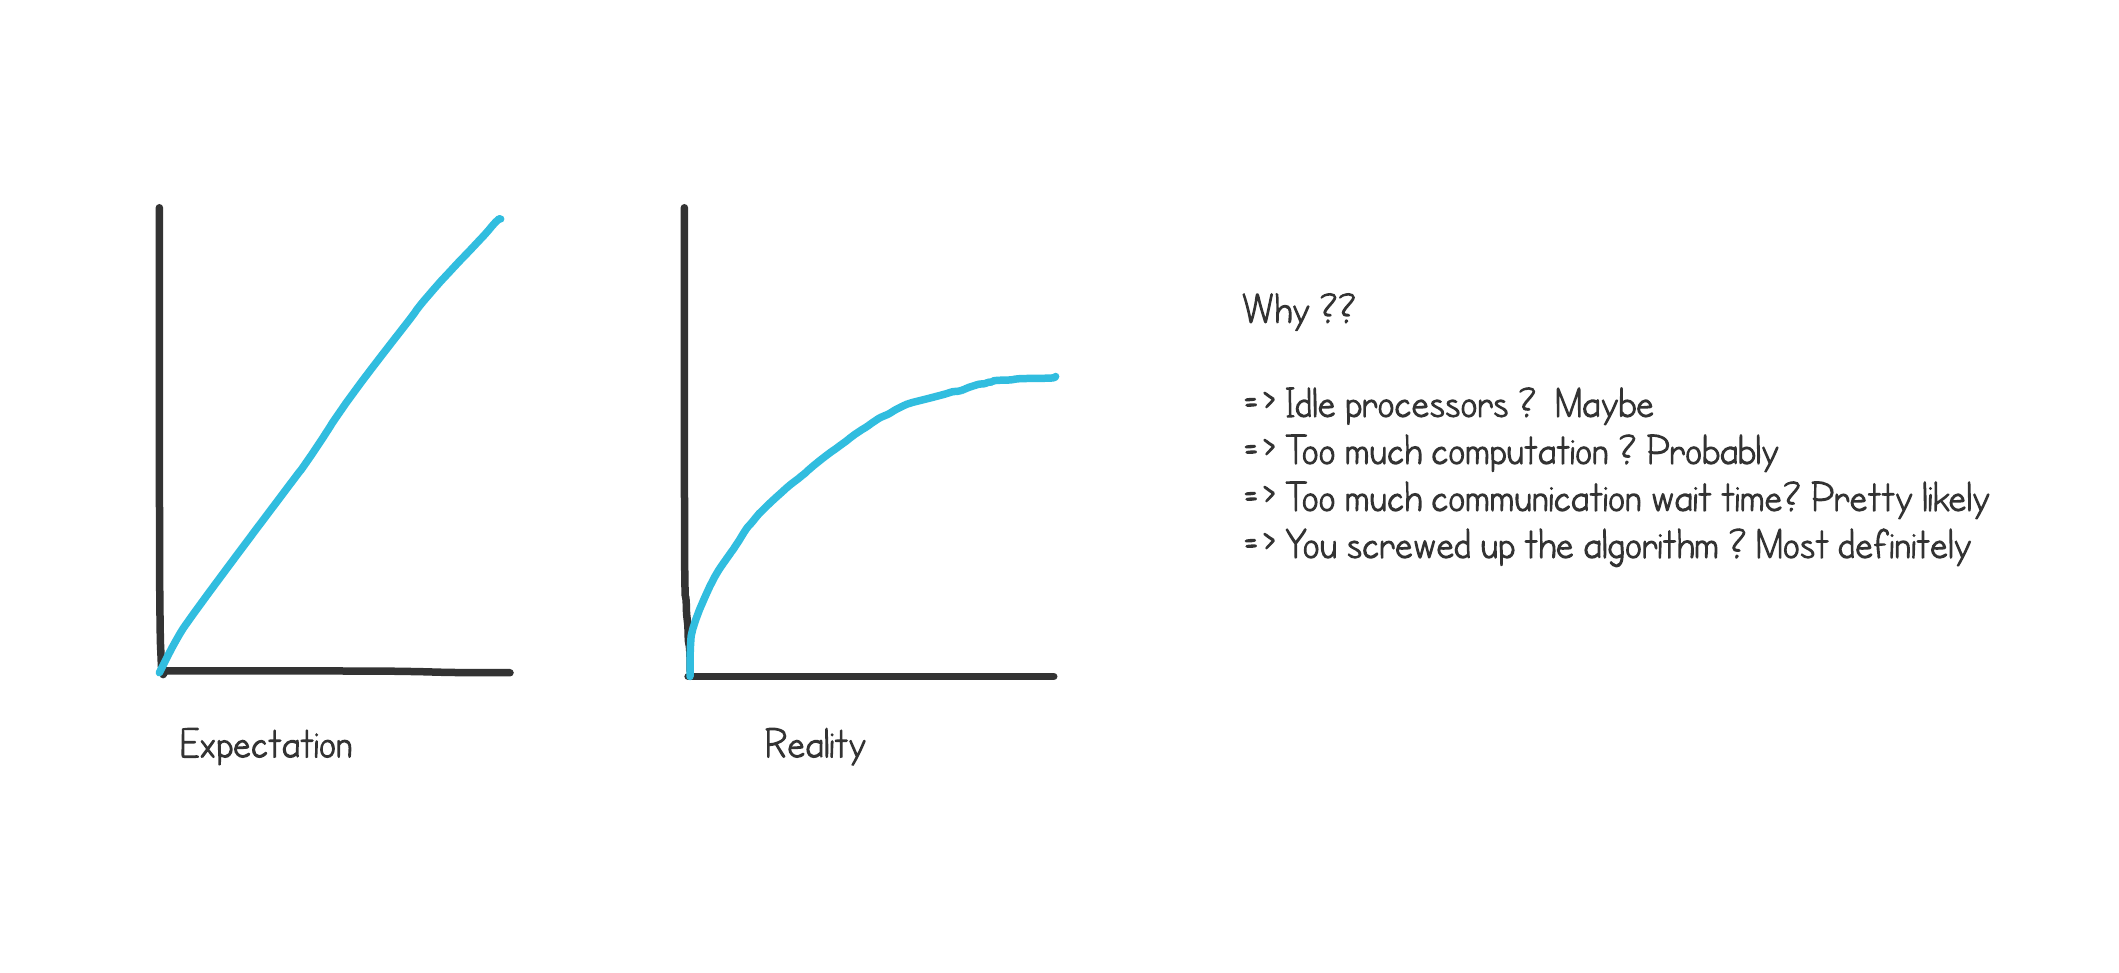 Expectation
Reality
Why ??
=> Idle processors ? Maybe
=> Too much computation ? Probably
=> Too much communication wait time? Pretty likely
=> You screwed up the algorithm ? Most definitely